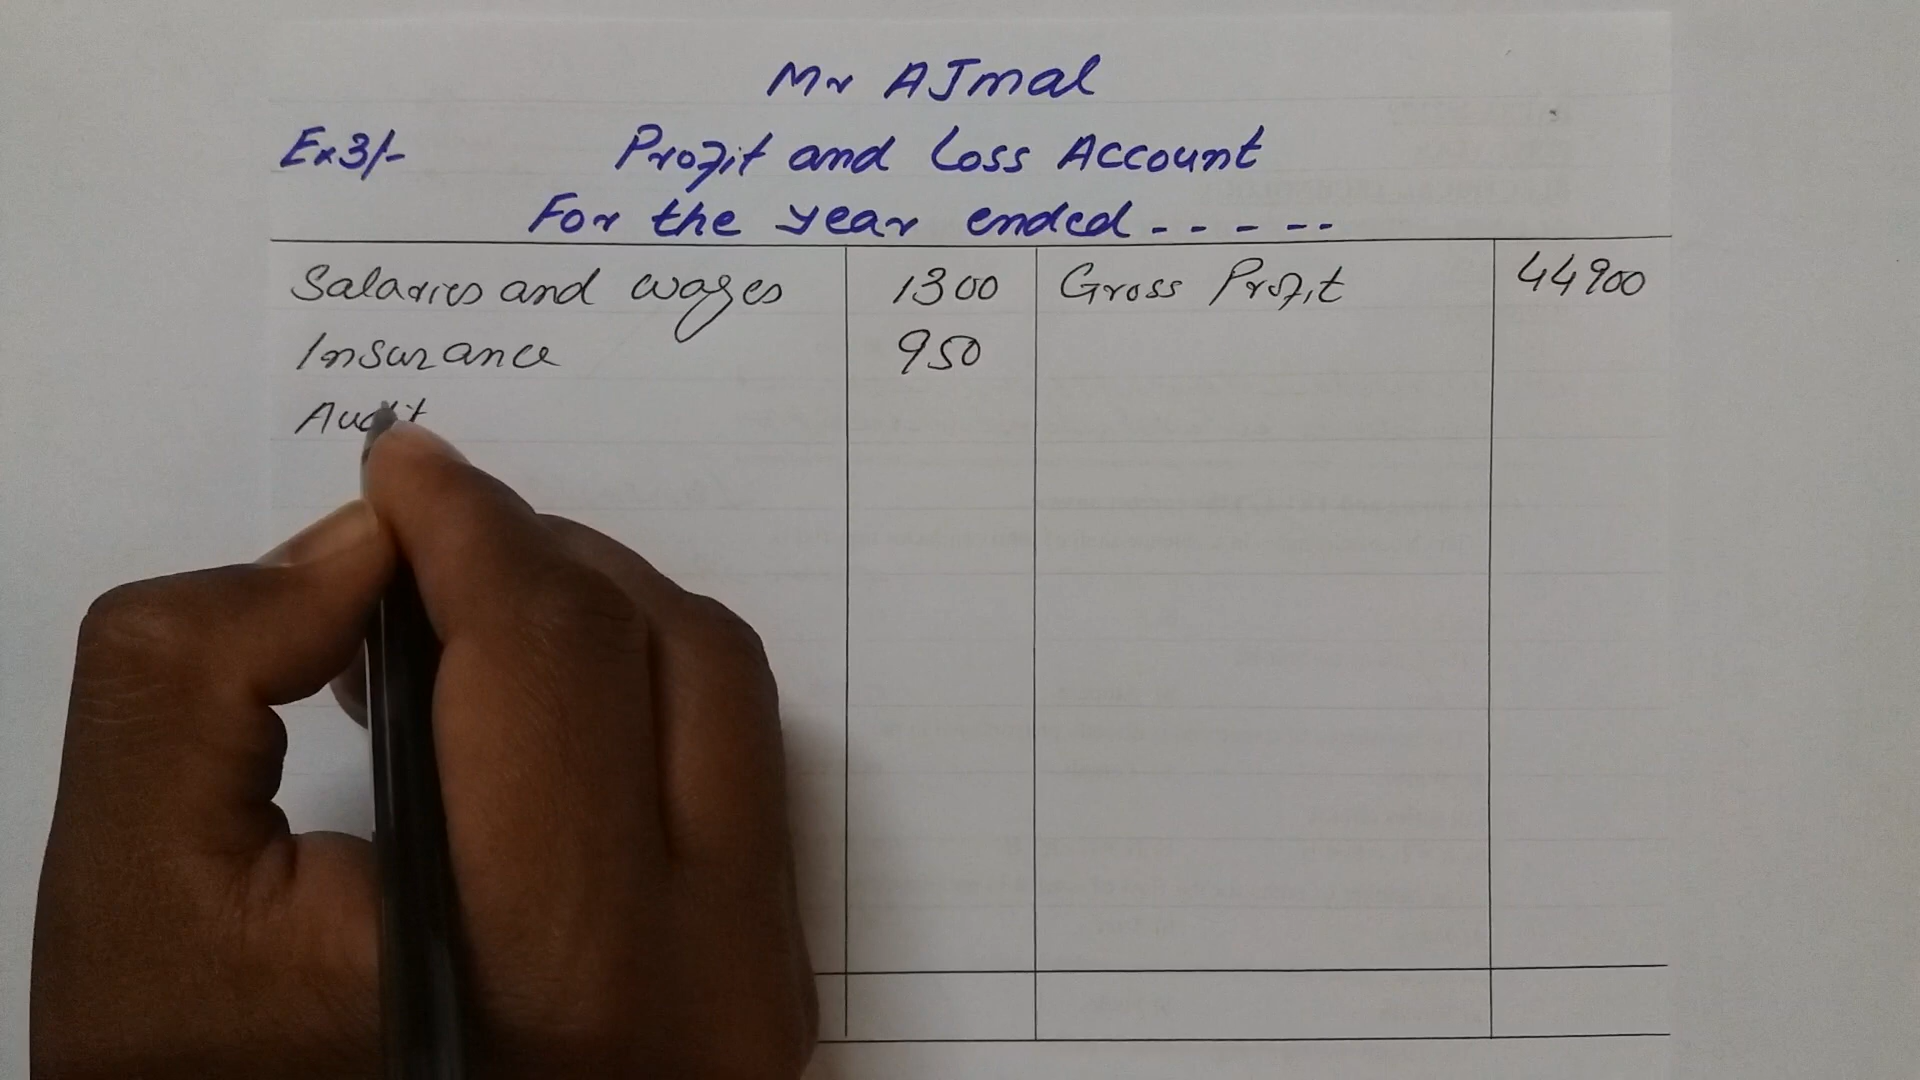 Mr AJmal
Ex3/- Profit and Loss Account
For the year ended - - - - -
Salaries and wages 1300 Gross Profit 44900
Insurance 950
Audit